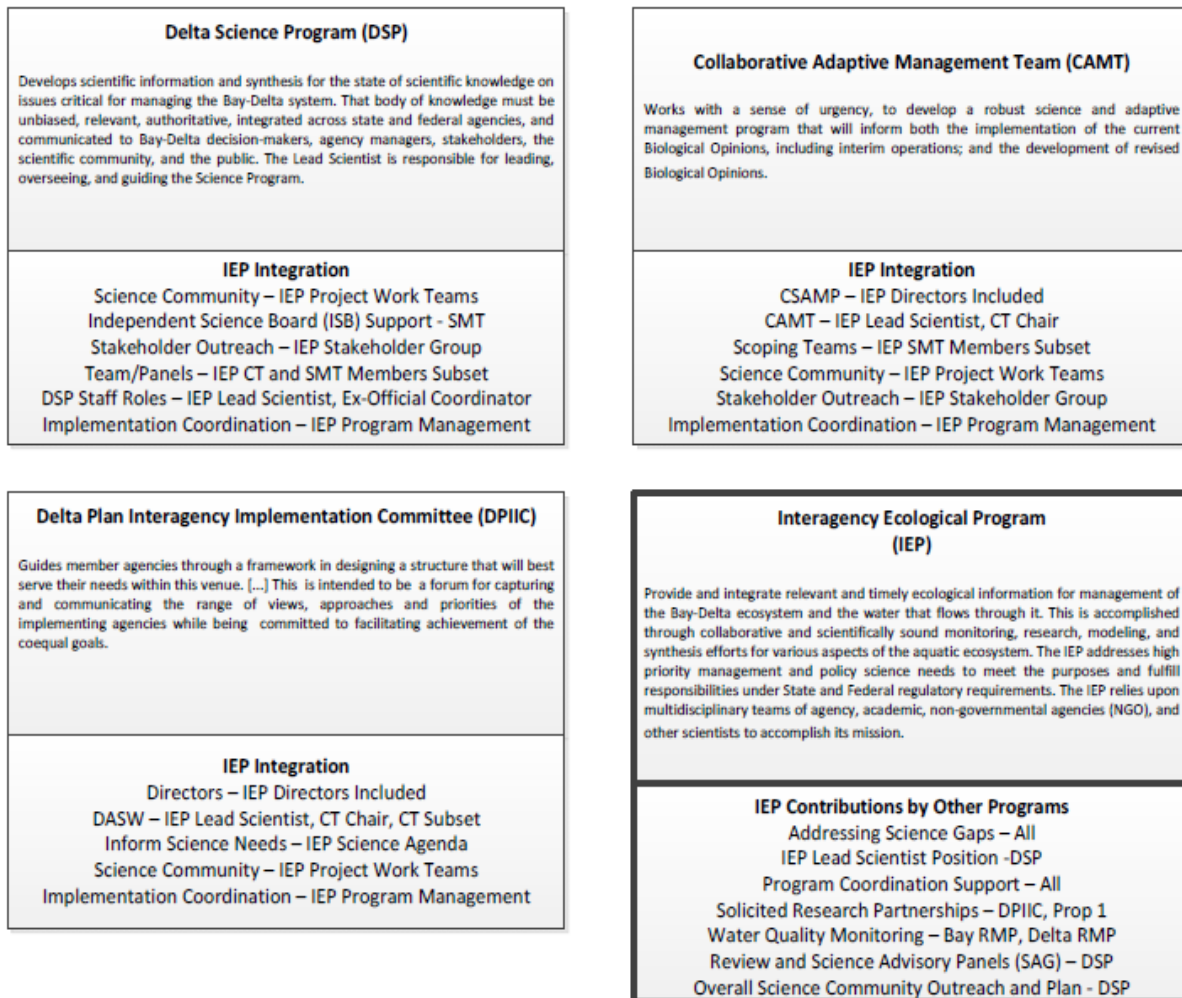 Delta Science Program (DSP)
Develops scientific information and synthesis for the state of scientific knowledge on
issues critical for managing the Bay-Delta system. That body of knowledge must be
unbiased, relevant, authoritative, integrated across state and federal agencies, and
communicated to Bay-Delta decision-makers, agency managers, stakeholders, the
scientific community, and the public. The Lead Scientist is responsible for leading,
overseeing, and guiding the Science Program.
IEP Integration
Science Community – IEP Project Work Teams
Independent Science Board (ISB) Support - SMT
Stakeholder Outreach – IEP Stakeholder Group
Team/Panels – IEP CT and SMT Members Subset
DSP Staff Roles – IEP Lead Scientist, Ex-Official Coordinator
Implementation Coordination – IEP Program Management
Collaborative Adaptive Management Team (CAMT)
Works with a sense of urgency, to develop a robust science and adaptive
management program that will inform both the implementation of the current
Biological Opinions, including interim operations; and the development of revised
Biological Opinions.
IEP Integration
CSAMP – IEP Directors Included
CAMT – IEP Lead Scientist, CT Chair
Scoping Teams – IEP SMT Members Subset
Science Community – IEP Project Work Teams
Stakeholder Outreach – IEP Stakeholder Group
Implementation Coordination – IEP Program Management
Delta Plan Interagency Implementation Committee (DPIIC)
Guides member agencies through a framework in designing a structure that will best
serve their needs within this venue. [...] This is intended to be a forum for capturing
and communicating the range of views, approaches and priorities of the
implementing agencies while being committed to facilitating achievement of the
coequal goals.
IEP Integration
Directors – IEP Directors Included
DASW – IEP Lead Scientist, CT Chair, CT Subset
Inform Science Needs – IEP Science Agenda
Science Community – IEP Project Work Teams
Implementation Coordination – IEP Program Management
Interagency Ecological Program
(IEP)
Provide and integrate relevant and timely ecological information for management of
the Bay-Delta ecosystem and the water that flows through it. This is accomplished
through collaborative and scientifically sound monitoring, research, modeling, and
synthesis efforts for various aspects of the aquatic ecosystem. The IEP addresses high
priority management and policy science needs to meet the purposes and fulfill
responsibilities under State and Federal regulatory requirements. The IEP relies upon
multidisciplinary teams of agency, academic, non-governmental agencies (NGO), and
other scientists to accomplish its mission.
IEP Contributions by Other Programs
Addressing Science Gaps – All
IEP Lead Scientist Position -DSP
Program Coordination Support – All
Solicited Research Partnerships – DPIIC, Prop 1
Water Quality Monitoring – Bay RMP, Delta RMP
Review and Science Advisory Panels (SAG) – DSP
Overall Science Community Outreach and Plan - DSP